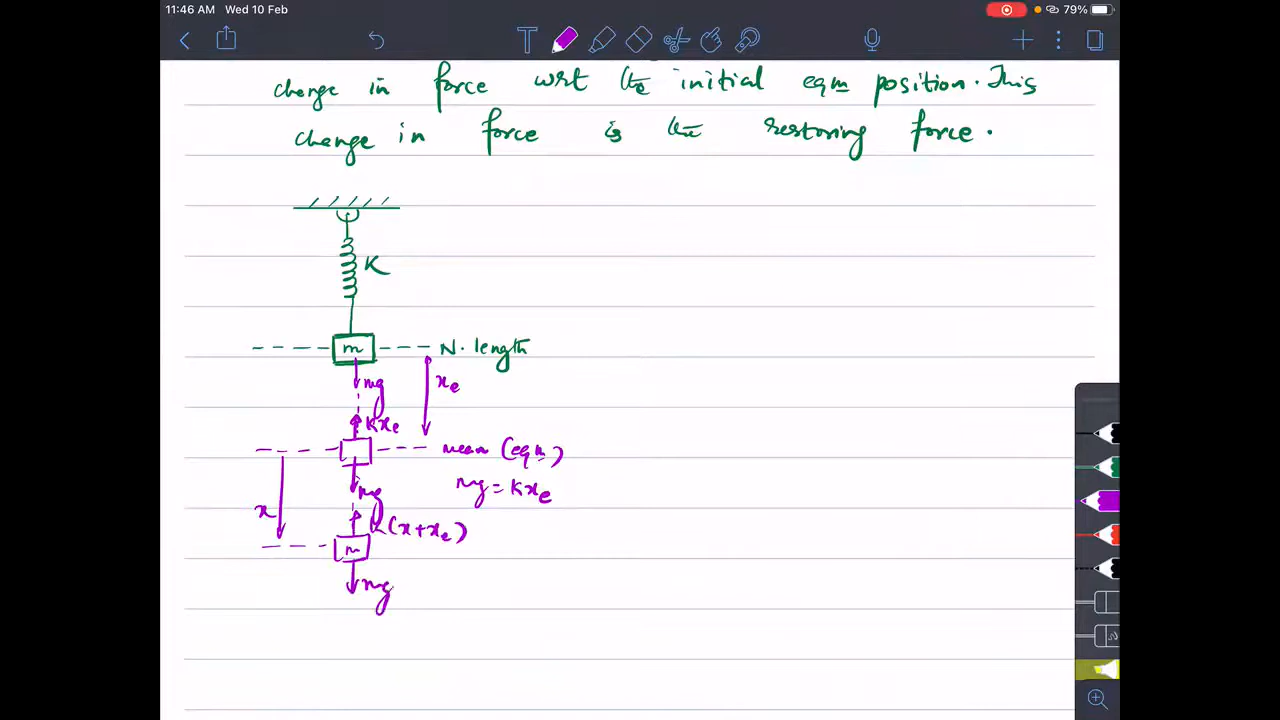 11:46 AM Wed 10 Feb
79%
change in force wrt the initial eqm position. This
change in force is the restoring force.
K
m
N. length
mg
xe
Kxe
mean (eqm)
mg = Kxe
mg
x
K(x+xe)
m
mg